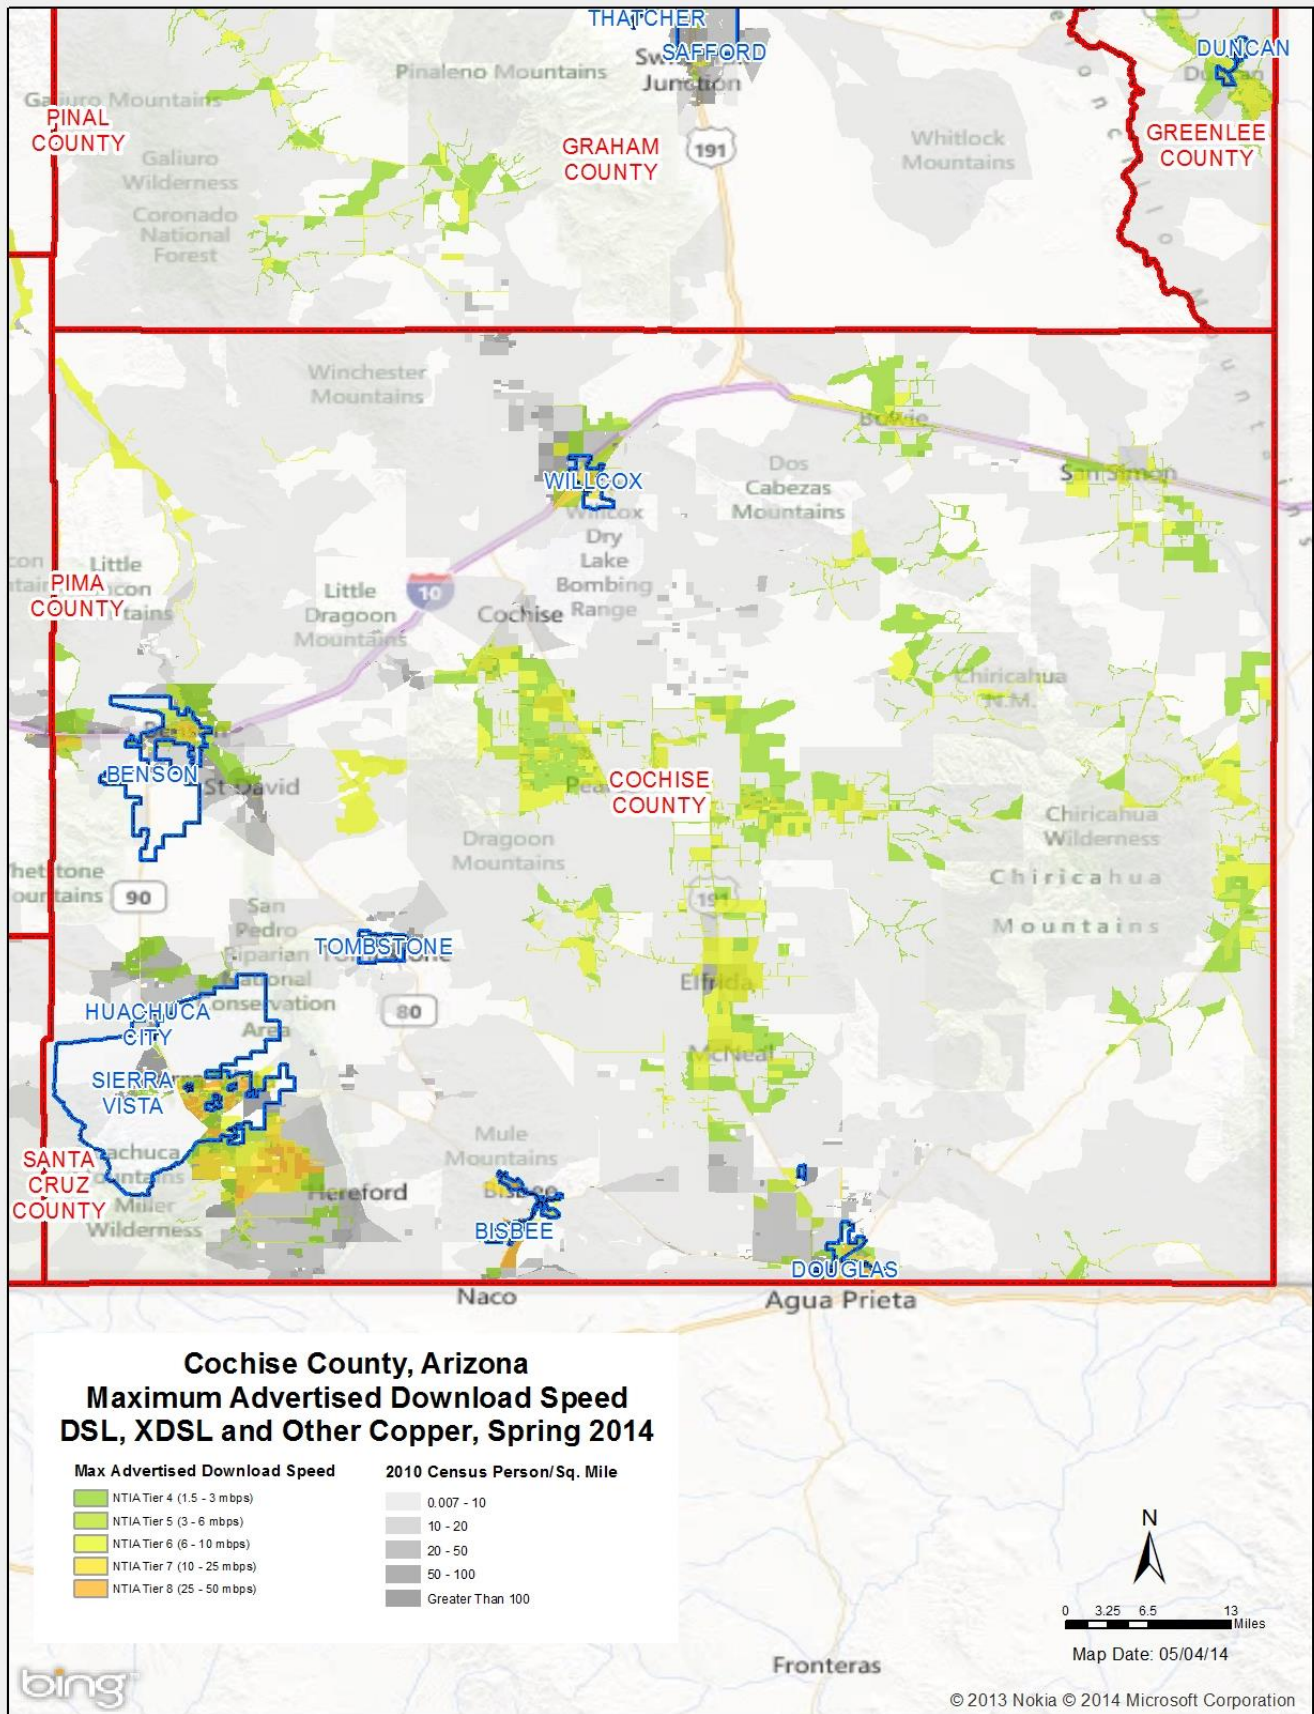 THATCHER
SAFFORD
Junction
DUNCAN
Pinaleno Mountains
Galiuro Mountains
PINAL
COUNTY
GRAHAM
COUNTY
191
Whitlock
Mountains
GREENLEE
COUNTY
Galiuro
Wilderness
Coronado
National
Forest
Winchester
Mountains
Bowie
WILLCOX
Willcox
Dry
Lake
Bombing
Range
Dos
Cabezas
Mountains
San Simon
Little
PIMA
COUNTY
Little
Dragoon
Mountains
10
Cochise
Chiricahua
N.M.
BENSON
St David
COCHISE
COUNTY
Dragoon
Mountains
Chiricahua
Wilderness
Chiricahua
Mountains
90
191
San
Pedro
Riparian
National
Conservation
Area
TOMBSTONE
Elfrida
80
HUACHUCA
CITY
McNeal
SIERRA
VISTA
Mule
Mountains
SANTA
CRUZ
COUNTY
Miller
Wilderness
Hereford
Bisbee
BISBEE
DOUGLAS
Naco
Agua Prieta
Cochise County, Arizona
Maximum Advertised Download Speed
DSL, XDSL and Other Copper, Spring 2014
Max Advertised Download Speed
NTIA Tier 4 (1.5 - 3 mbps)
NTIA Tier 5 (3 - 6 mbps)
NTIA Tier 6 (6 - 10 mbps)
NTIA Tier 7 (10 - 25 mbps)
NTIA Tier 8 (25 - 50 mbps)
2010 Census Person/Sq. Mile
0.007 - 10
10 - 20
20 - 50
50 - 100
Greater Than 100
N
0 3.25 6.5 13
Miles
Map Date: 05/04/14
Fronteras
bing
© 2013 Nokia © 2014 Microsoft Corporation